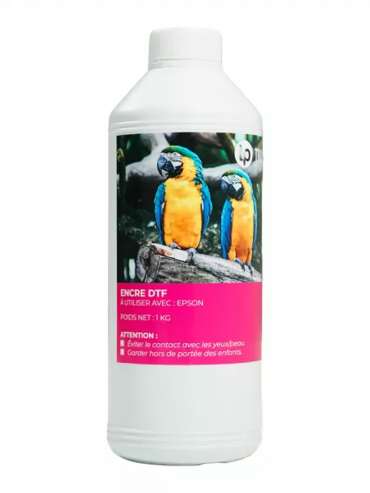 LP
ENCRE DTF
À UTILISER AVEC : EPSON
POIDS NET : 1 KG
ATTENTION :
Éviter le contact avec les yeux/peau.
Garder hors de portée des enfants.